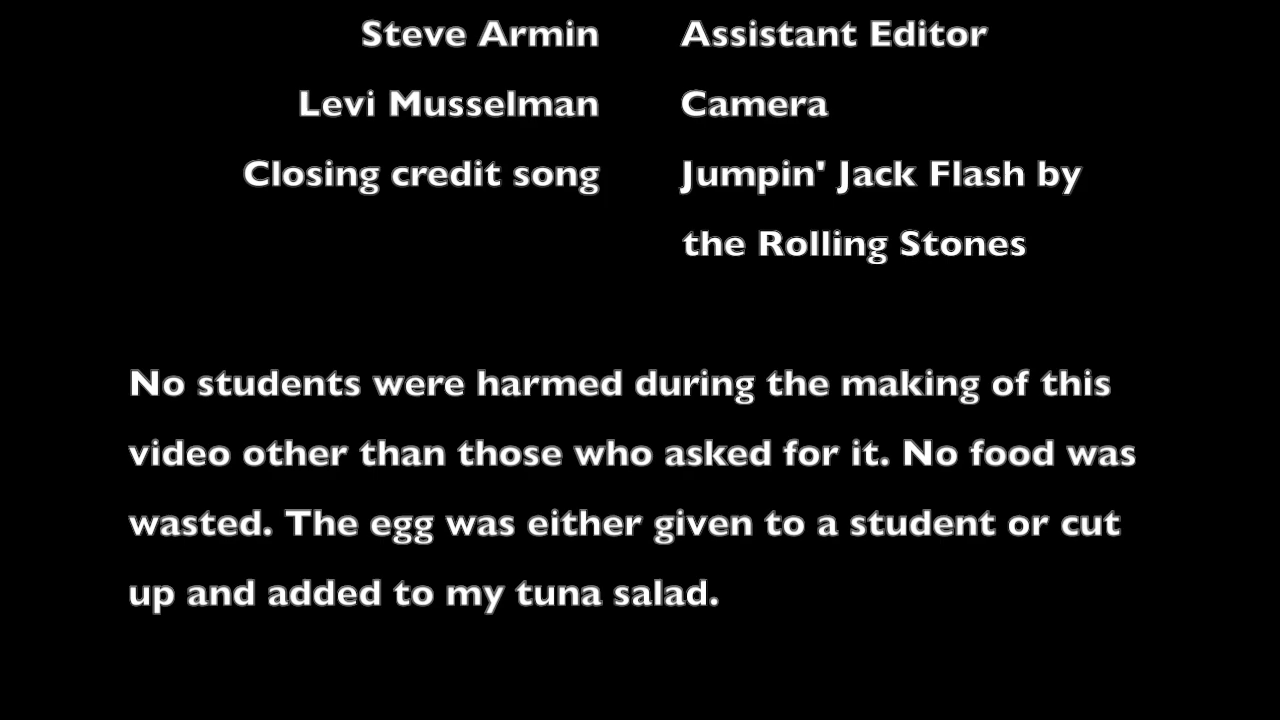 Steve Armin Assistant Editor
Levi Musselman Camera
Closing credit song Jumpin' Jack Flash by
the Rolling Stones
No students were harmed during the making of this
video other than those who asked for it. No food was
wasted. The egg was either given to a student or cut
up and added to my tuna salad.